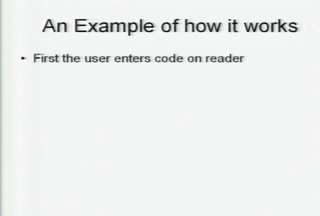 An Example of how it works
• First the user enters code on reader